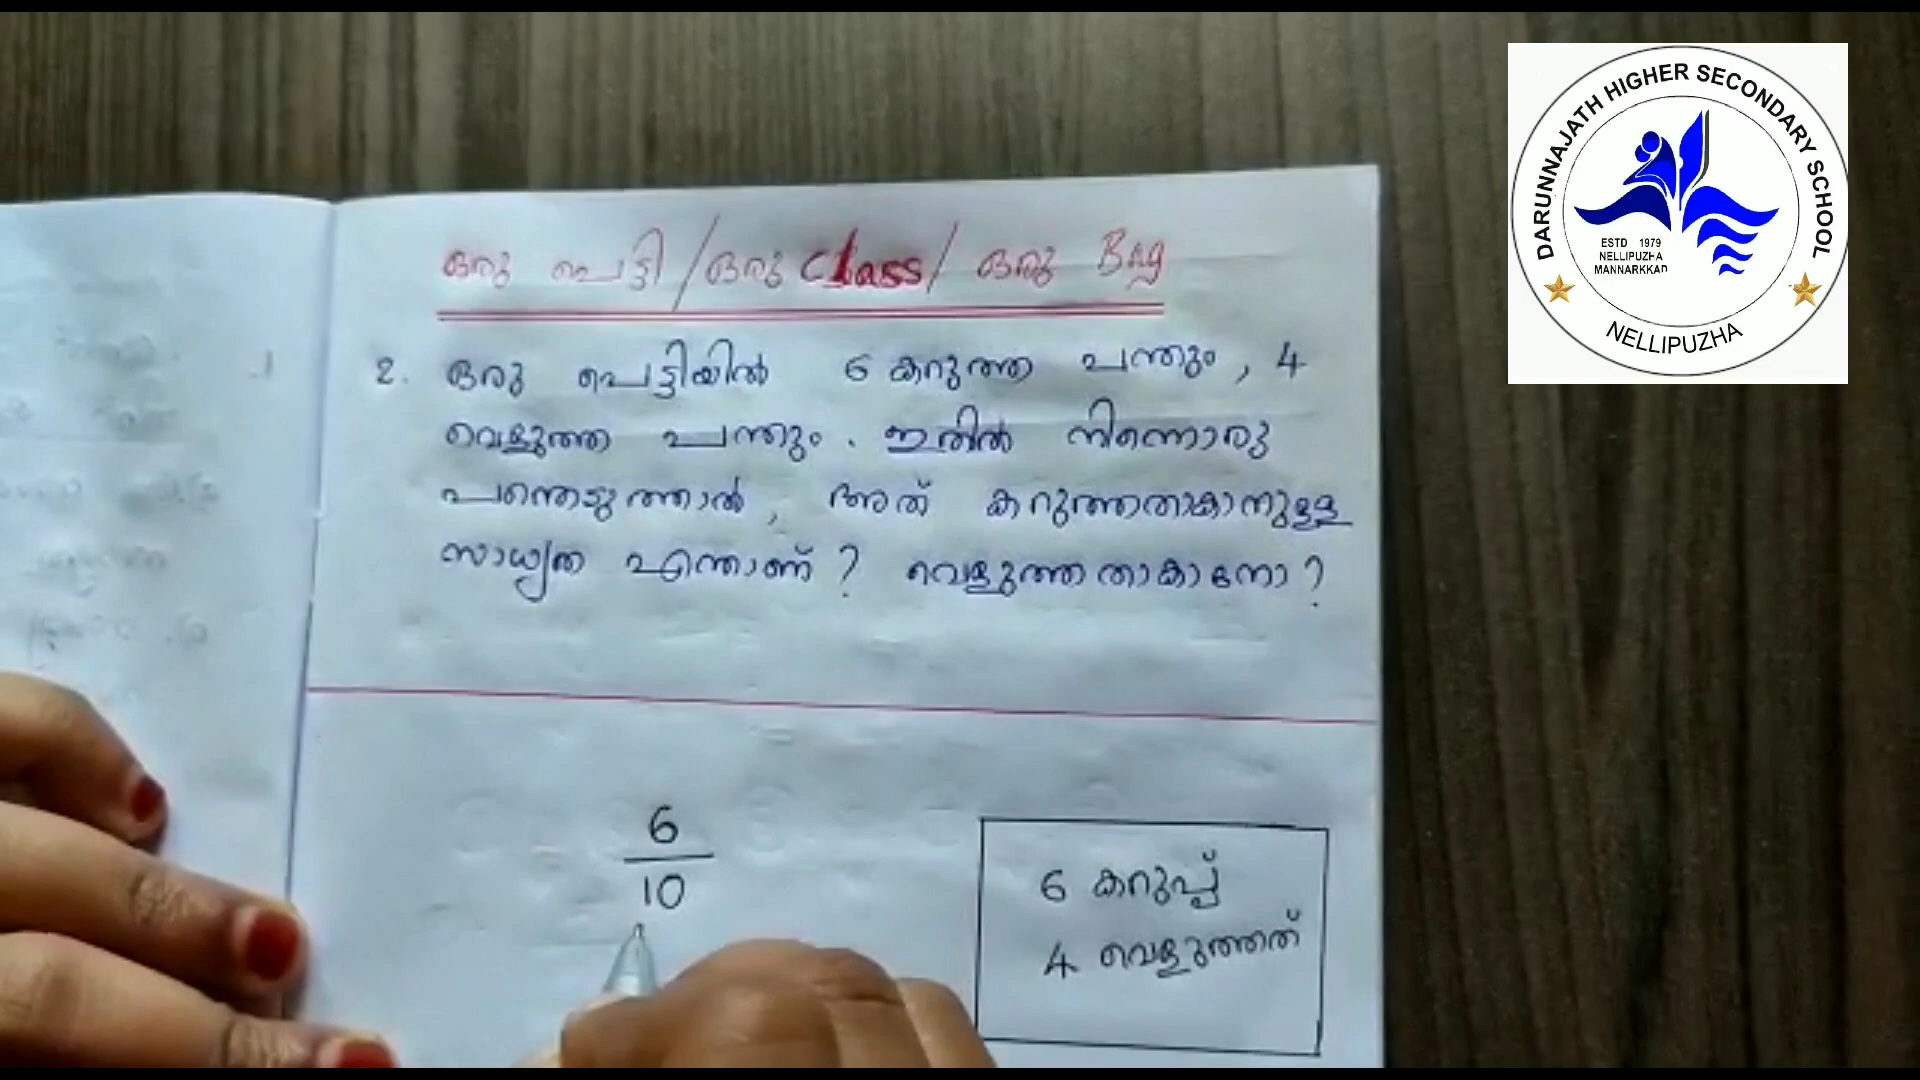 ഒരു പെട്ടി / ഒരു Class / ഒരു Bag
2. ഒരു പെട്ടിയിൽ 6 കറുത്ത പന്തും, 4
വെളുത്ത പന്തും. ഇതിൽ നിന്നൊരു
പന്തെടുത്താൽ, അത് കറുത്തതാകാനുള്ള
സാധ്യത എന്താണ്? വെളുത്തതാകാനോ?
6
10
6 കറുപ്പ്
4 വെളുത്തത്
DARUNNAJATH HIGHER SECONDARY SCHOOL
ESTD 1979
NELLIPUZHA
MANNARKKAD
NELLIPUZHA